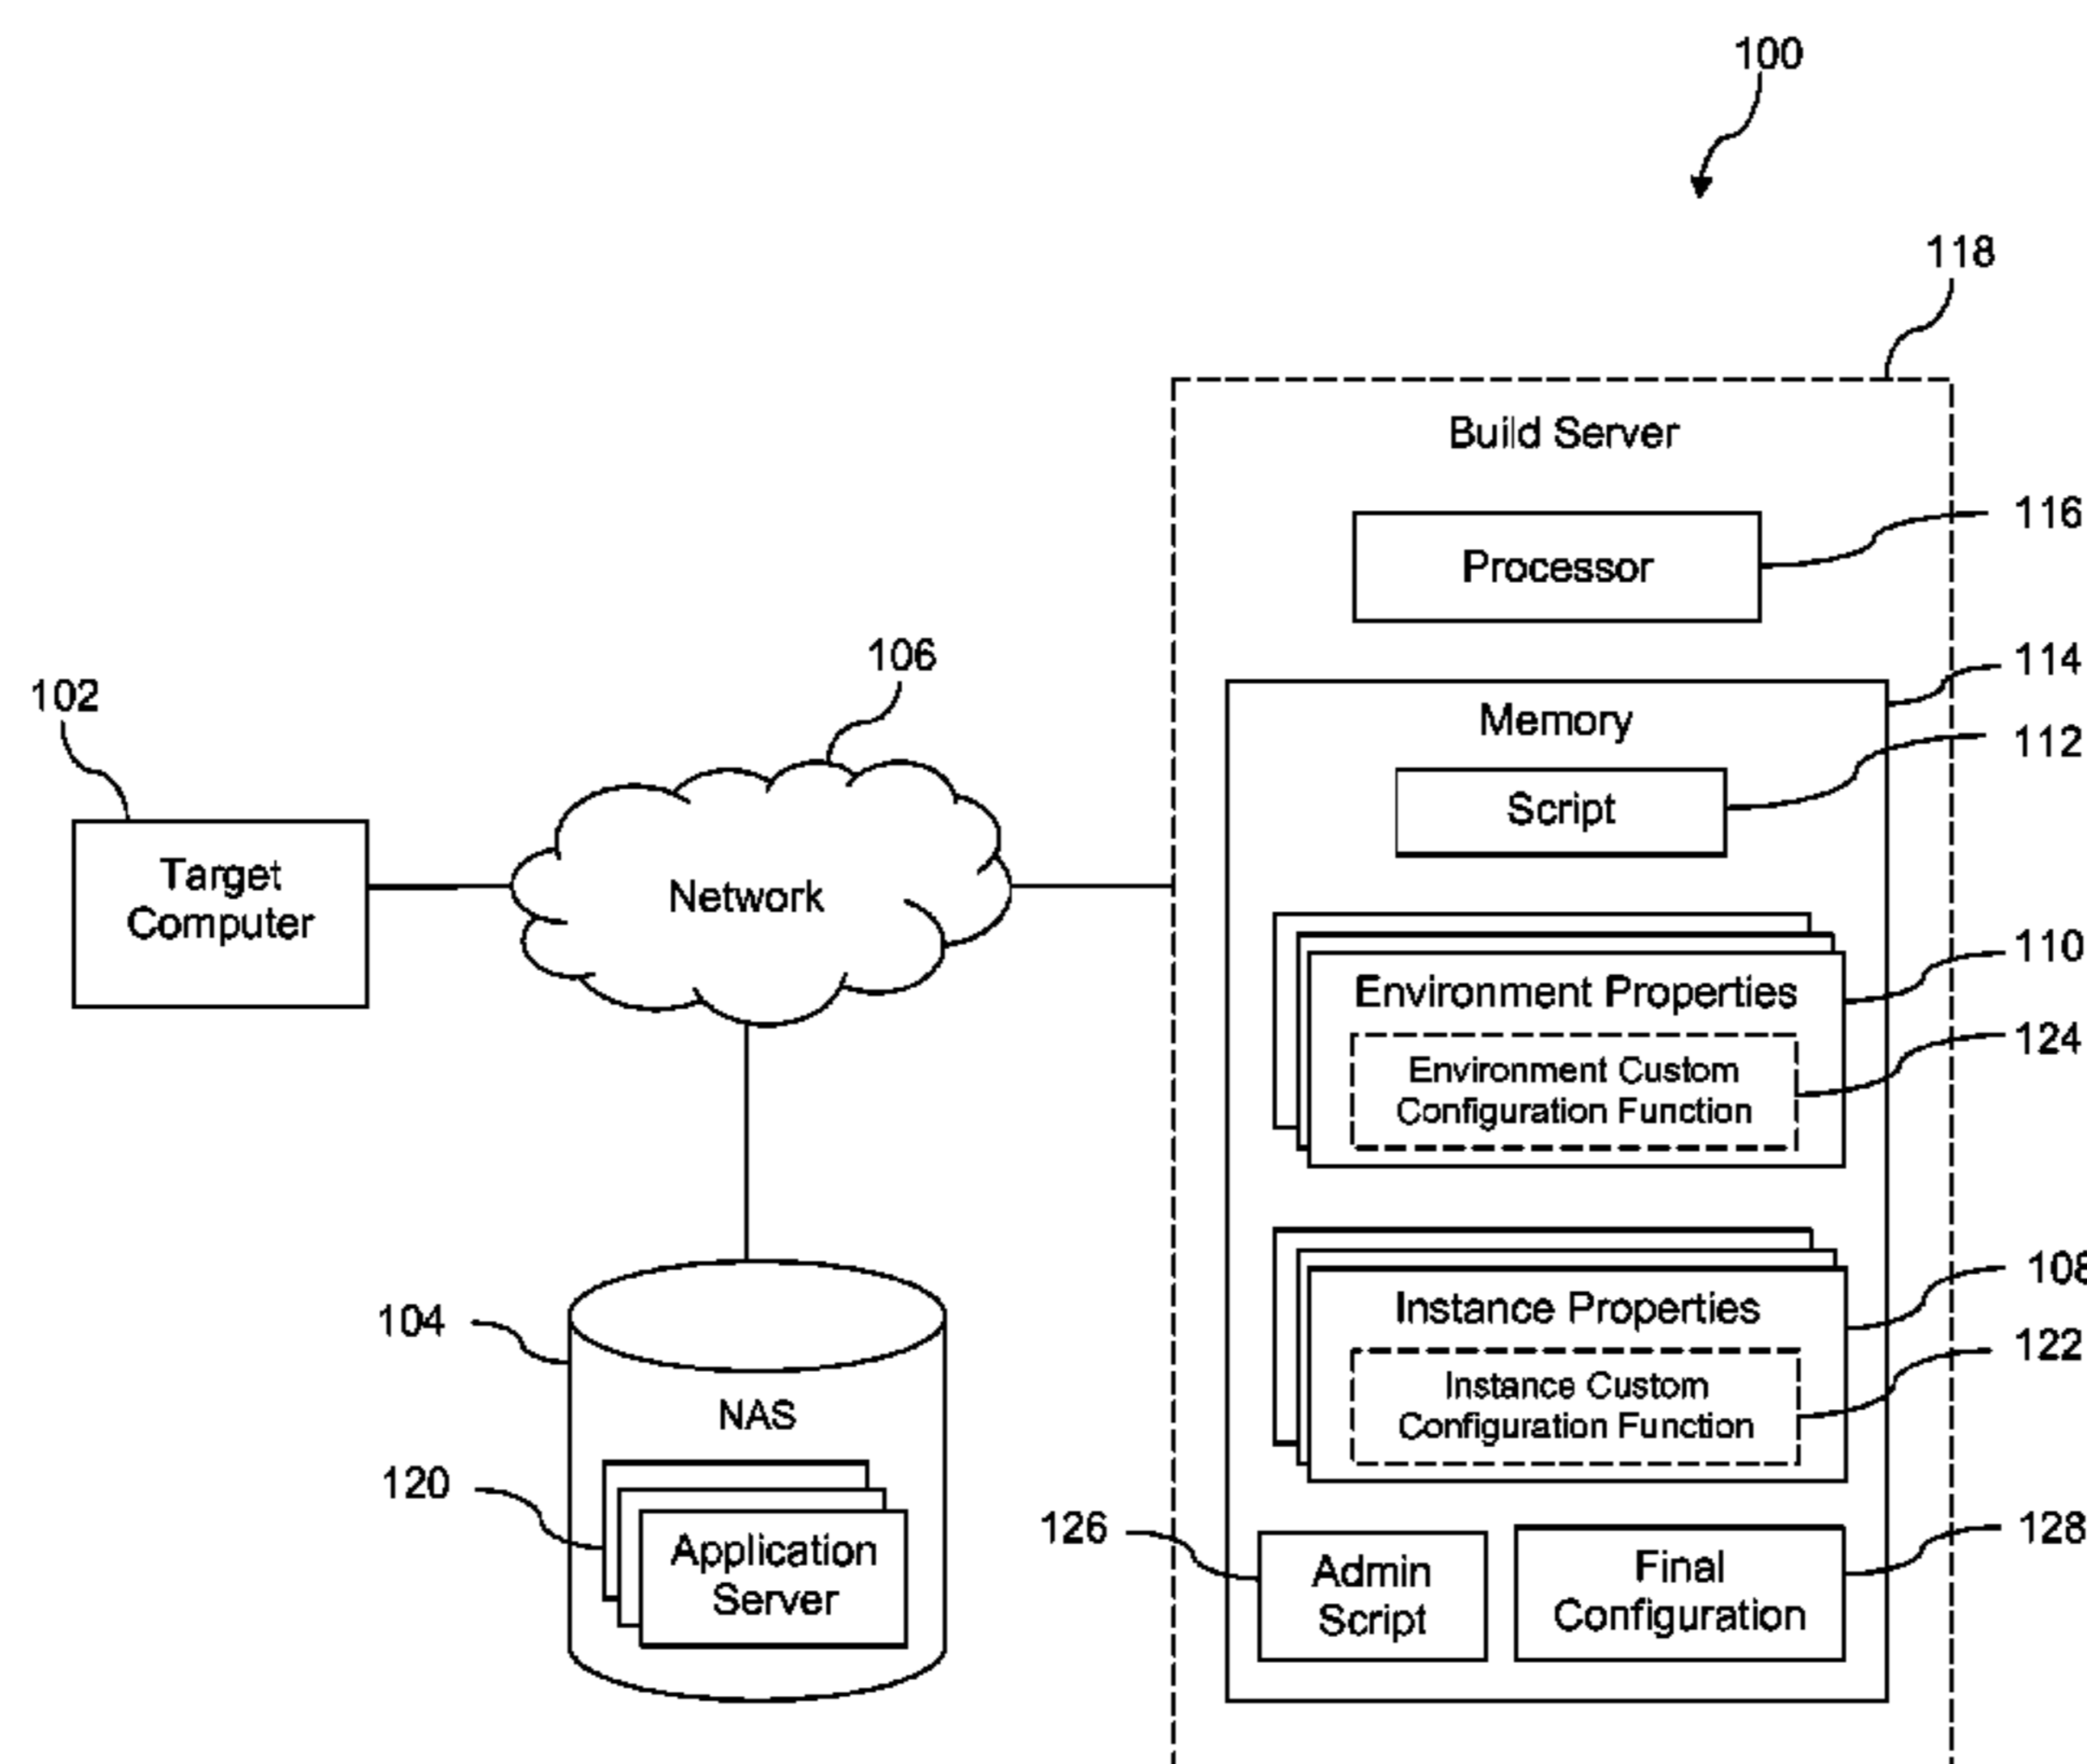 100
118
Build Server
116
Processor
106
114
102
Memory
112
Script
Target
Computer
Network
110
Environment Properties
124
Environment Custom
Configuration Function
108
104
Instance Properties
122
Instance Custom
Configuration Function
NAS
120
126
128
Application
Server
Admin
Script
Final
Configuration